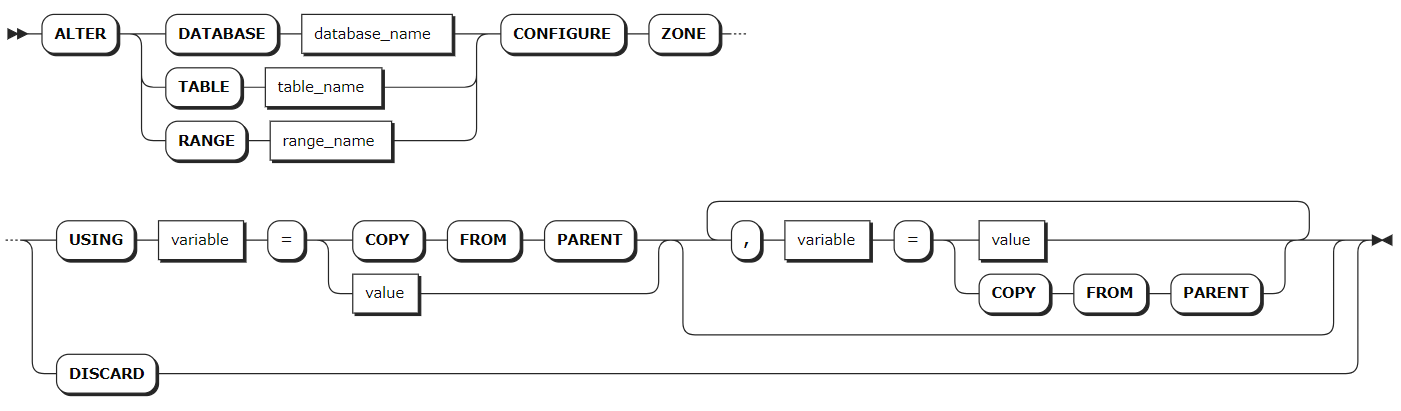 ALTER DATABASE database_name CONFIGURE ZONE
TABLE table_name
RANGE range_name
USING variable = COPY FROM PARENT , variable = value
value COPY FROM PARENT
DISCARD